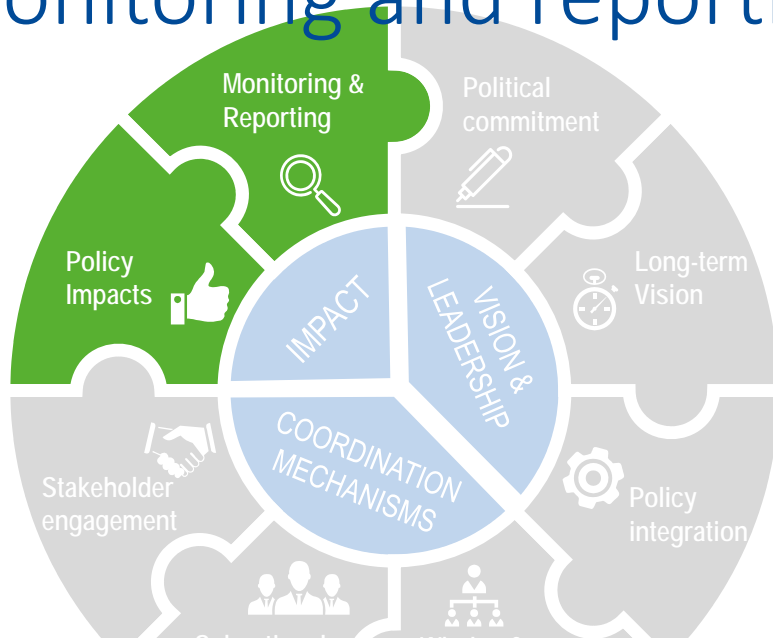 Monitoring &
Reporting
Political
commitment
Policy
Impacts
Long-term
Vision
IMPACT
VISION &
LEADERSHIP
COORDINATION
MECHANISMS
Stakeholder
engagement
Policy
integration